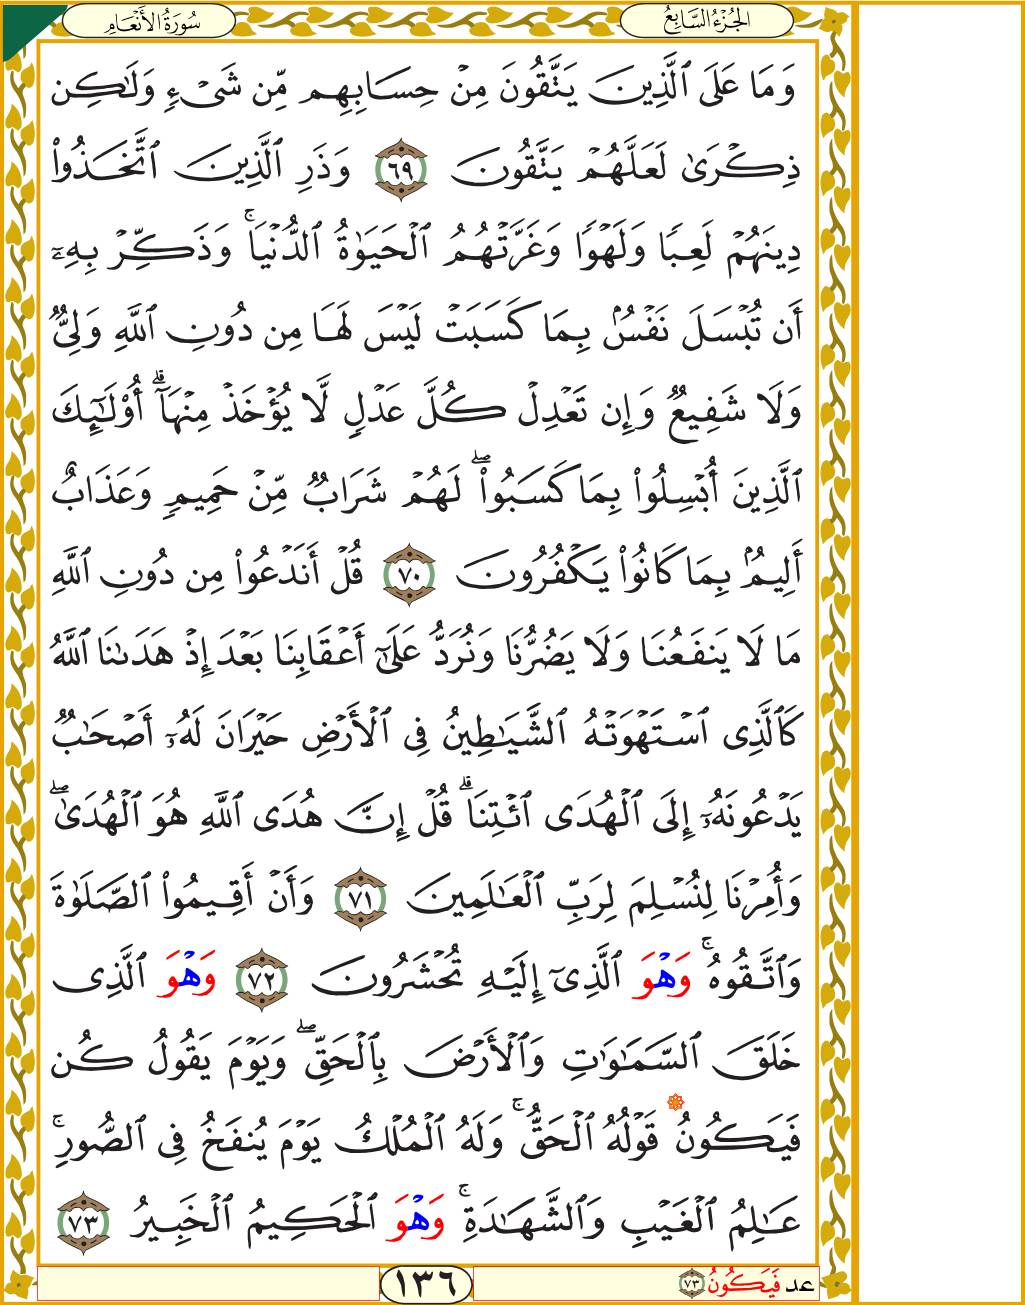 الجُزْءُ السَّابِعُ
سُورَةُ الأَنْعَامِ
وَمَا عَلَى ٱلَّذِينَ يَتَّقُونَ مِنْ حِسَابِهِم مِّن شَىْءٍ وَلَٰكِن
ذِكْرَىٰ لَعَلَّهُمْ يَتَّقُونَ ٦٩ وَذَرِ ٱلَّذِينَ ٱتَّخَذُوا۟
دِينَهُمْ لَعِبًا وَلَهْوًا وَغَرَّتْهُمُ ٱلْحَيَوٰةُ ٱلدُّنْيَا ۚ وَذَكِّرْ بِهِۦٓ
أَن تُبْسَلَ نَفْسٌۢ بِمَا كَسَبَتْ لَيْسَ لَهَا مِن دُونِ ٱللَّهِ وَلِىٌّ
وَلَا شَفِيعٌ وَإِن تَعْدِلْ كُلَّ عَدْلٍ لَّا يُؤْخَذْ مِنْهَآ ۗ أُو۟لَٰٓئِكَ
ٱلَّذِينَ أُبْسِلُوا۟ بِمَا كَسَبُوا۟ ۖ لَهُمْ شَرَابٌ مِّنْ حَمِيمٍ وَعَذَابٌ
أَلِيمٌۢ بِمَا كَانُوا۟ يَكْفُرُونَ ٧٠ قُلْ أَنَدْعُوا۟ مِن دُونِ ٱللَّهِ
مَا لَا يَنفَعُنَا وَلَا يَضُرُّنَا وَنُرَدُّ عَلَىٰٓ أَعْقَابِنَا بَعْدَ إِذْ هَدَىٰنَا ٱللَّهُ
كَٱلَّذِى ٱسْتَهْوَتْهُ ٱلشَّيَٰطِينُ فِى ٱلْأَرْضِ حَيْرَانَ لَهُۥٓ أَصْحَٰبٌ
يَدْعُونَهُۥٓ إِلَى ٱلْهُدَى ٱئْتِنَا ۗ قُلْ إِنَّ هُدَى ٱللَّهِ هُوَ ٱلْهُدَىٰ ۖ
وَأُمِرْنَا لِنُسْلِمَ لِرَبِّ ٱلْعَٰلَمِينَ ٧١ وَأَنْ أَقِيمُوا۟ ٱلصَّلَوٰةَ
وَٱتَّقُوهُ ۚ وَهْوَ ٱلَّذِىٓ إِلَيْهِ تُحْشَرُونَ ٧٢ وَهْوَ ٱلَّذِى
خَلَقَ ٱلسَّمَٰوَٰتِ وَٱلْأَرْضَ بِٱلْحَقِّ ۖ وَيَوْمَ يَقُولُ كُن
فَيَكُونُ قَوْلُهُ ٱلْحَقُّ ۚ وَلَهُ ٱلْمُلْكُ يَوْمَ يُنفَخُ فِى ٱلصُّورِ ۚ
عَٰلِمُ ٱلْغَيْبِ وَٱلشَّهَٰدَةِ ۚ وَهْوَ ٱلْحَكِيمُ ٱلْخَبِيرُ ٧٣
عد فَيَكُونُ ٧٣
١٣٦